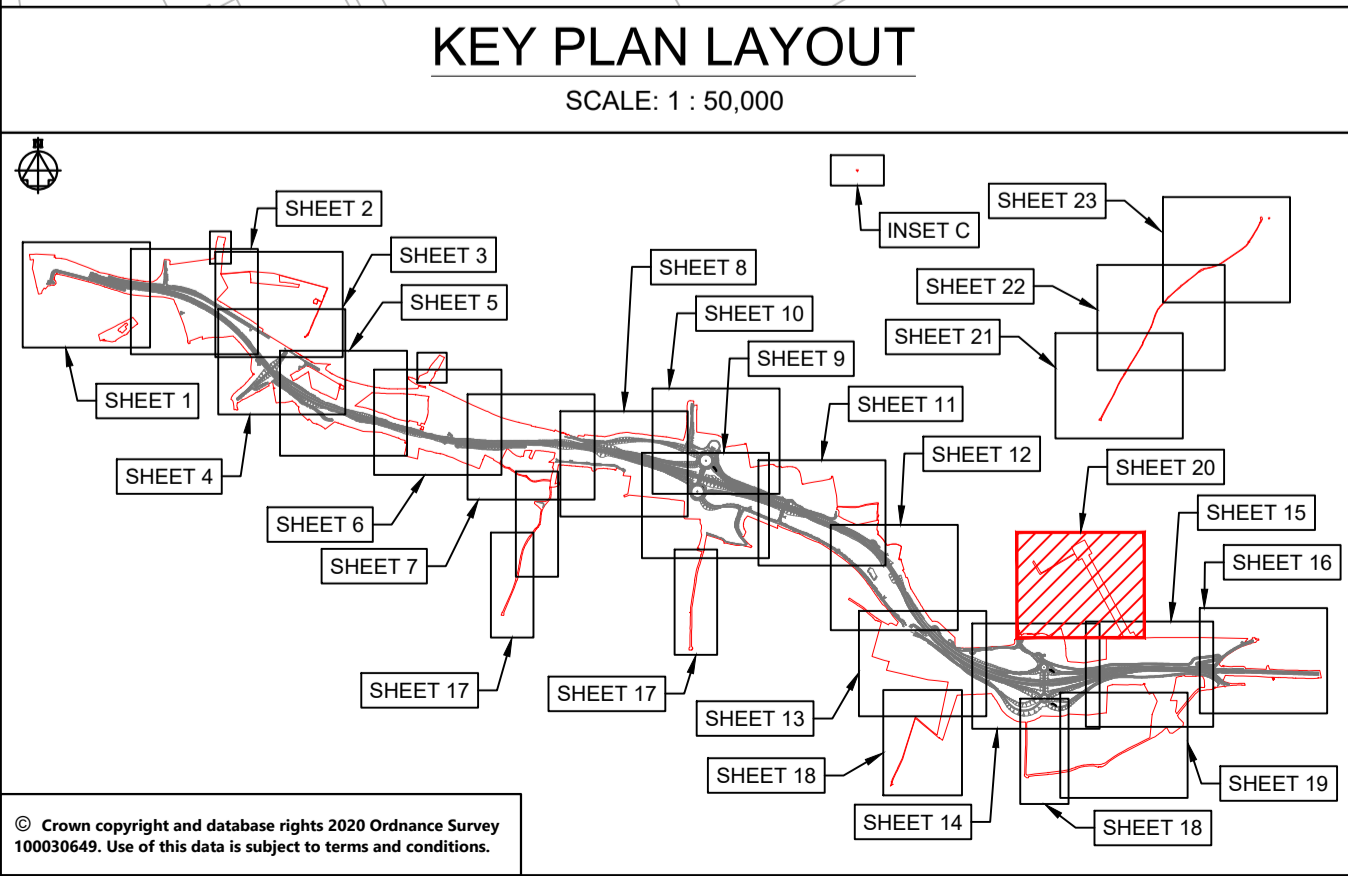 KEY PLAN LAYOUT
SCALE: 1 : 50,000
N
SHEET 2
SHEET 3
SHEET 5
SHEET 1
SHEET 4
SHEET 6
SHEET 7
SHEET 8
SHEET 10
SHEET 9
SHEET 11
SHEET 12
INSET C
SHEET 23
SHEET 22
SHEET 21
SHEET 20
SHEET 15
SHEET 16
SHEET 17
SHEET 17
SHEET 13
SHEET 18
SHEET 14
SHEET 18
SHEET 19
© Crown copyright and database rights 2020 Ordnance Survey
100030649. Use of this data is subject to terms and conditions.